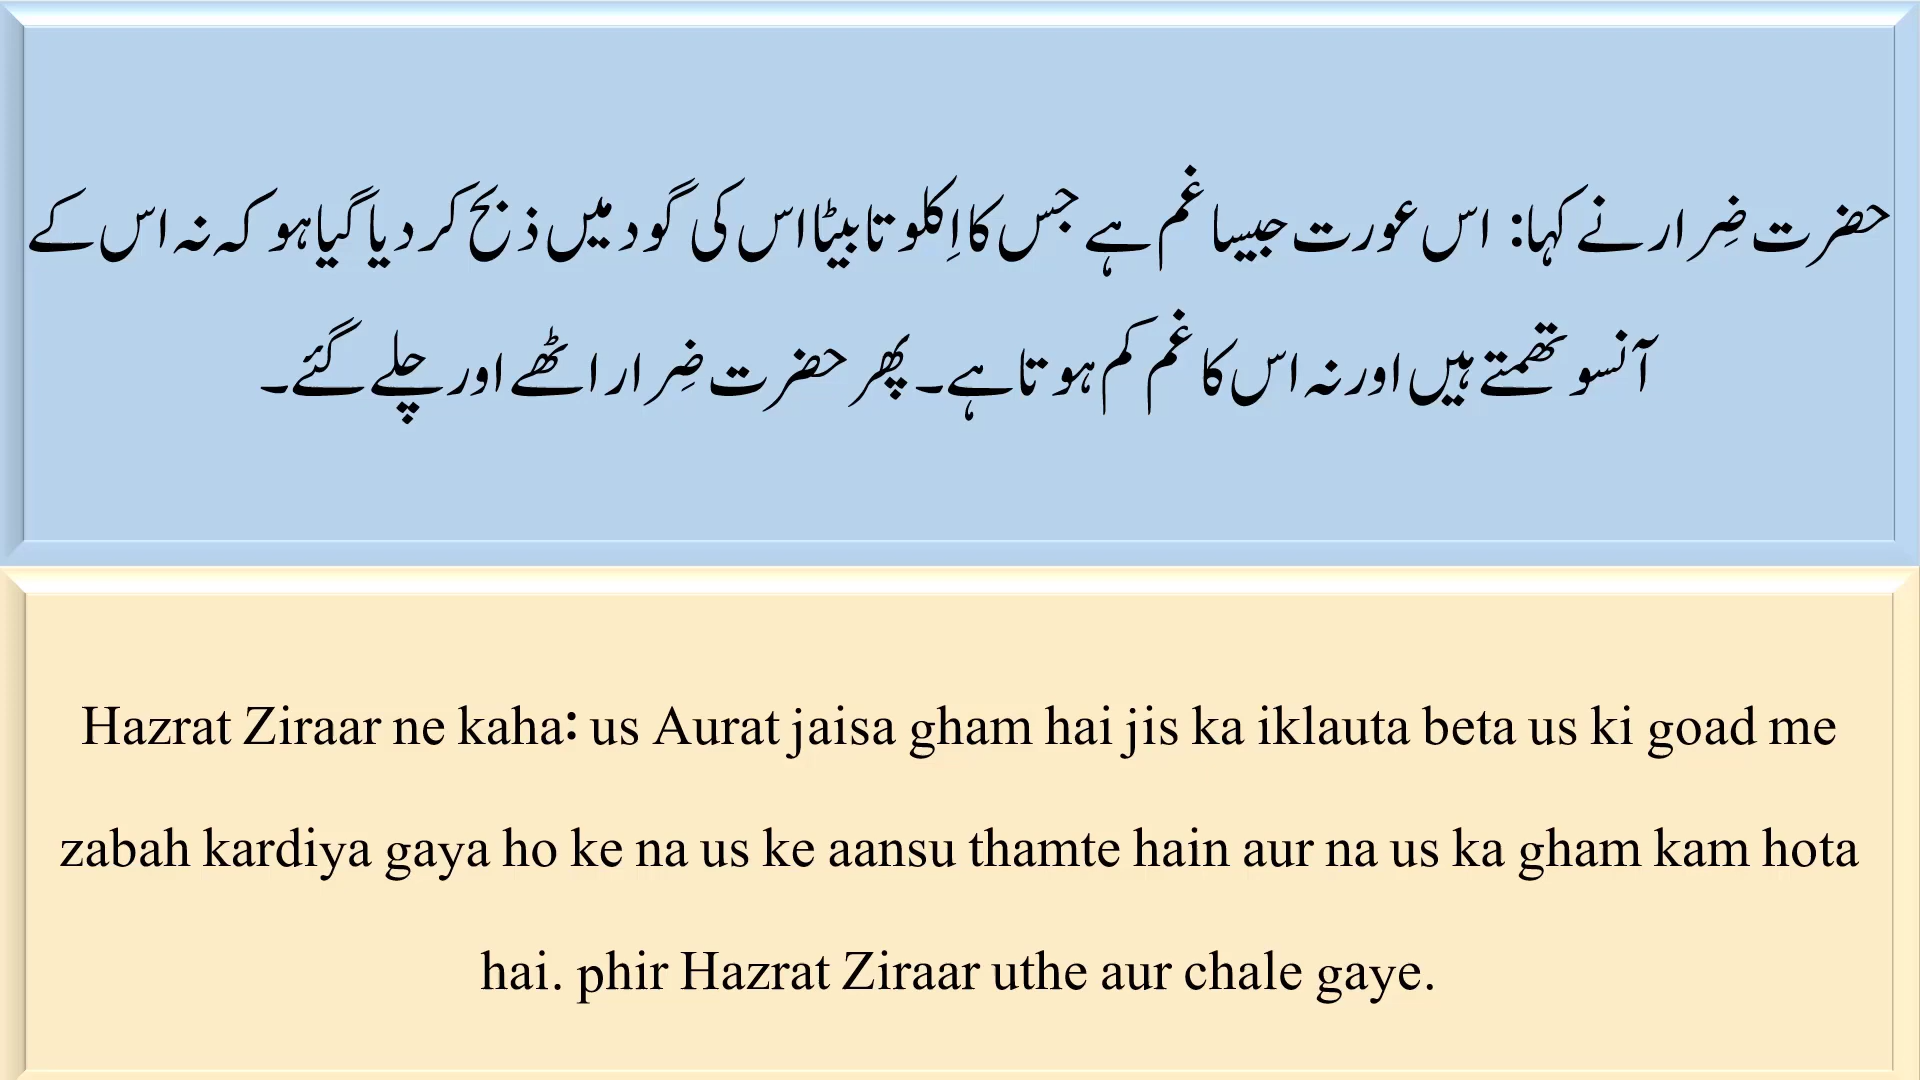 حضرت ضِرار نے کہا: اس عورت جیسا غم ہے جس کا اِکلوتا بیٹا اس کی گود میں ذبح کر دیا گیا ہو کہ نہ اس کے
آنسو تھمتے ہیں اور نہ اس کا غم کم ہوتا ہے۔ پھر حضرت ضِرار اٹھے اور چلے گئے۔
Hazrat Ziraar ne kaha: us Aurat jaisa gham hai jis ka iklauta beta us ki goad me
zabah kardiya gaya ho ke na us ke aansu thamte hain aur na us ka gham kam hota
hai. phir Hazrat Ziraar uthe aur chale gaye.